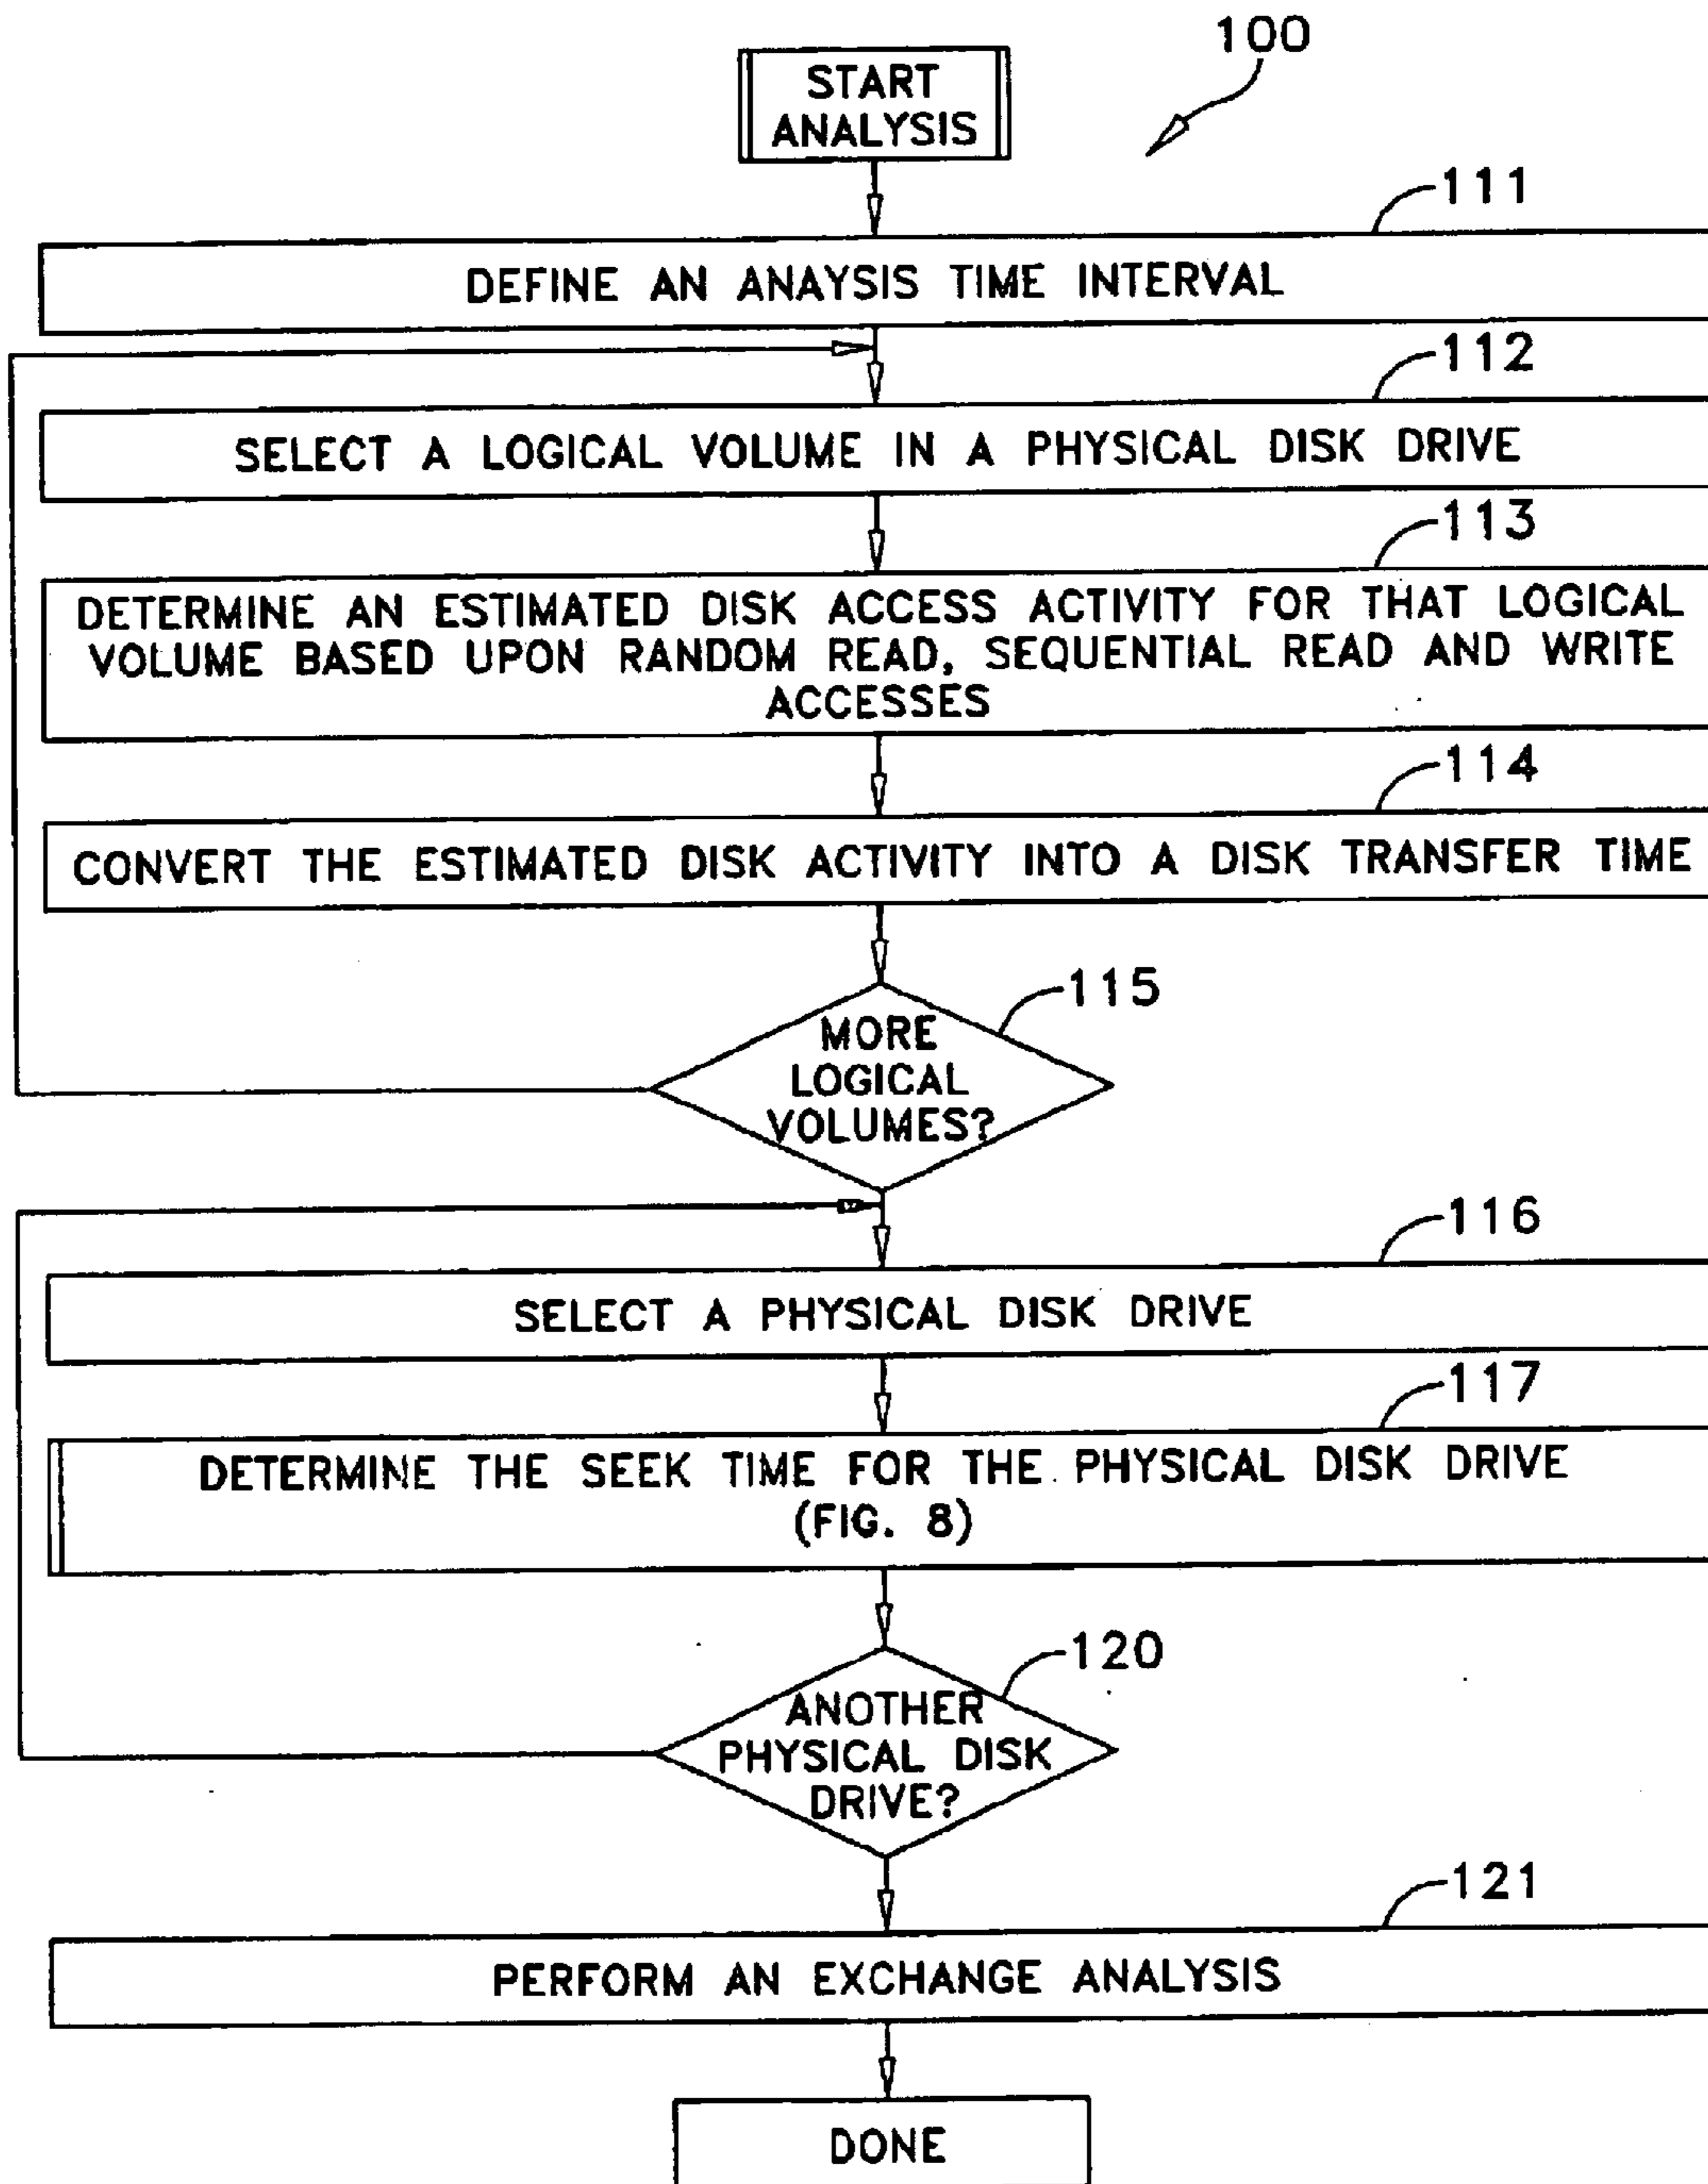 100
START
ANALYSIS
111
DEFINE AN ANAYSIS TIME INTERVAL
112
SELECT A LOGICAL VOLUME IN A PHYSICAL DISK DRIVE
113
DETERMINE AN ESTIMATED DISK ACCESS ACTIVITY FOR THAT LOGICAL
VOLUME BASED UPON RANDOM READ, SEQUENTIAL READ AND WRITE
ACCESSES
114
CONVERT THE ESTIMATED DISK ACTIVITY INTO A DISK TRANSFER TIME
115
MORE
LOGICAL
VOLUMES?
116
SELECT A PHYSICAL DISK DRIVE
117
DETERMINE THE SEEK TIME FOR THE PHYSICAL DISK DRIVE
(FIG. 8)
120
ANOTHER
PHYSICAL DISK
DRIVE?
121
PERFORM AN EXCHANGE ANALYSIS
DONE